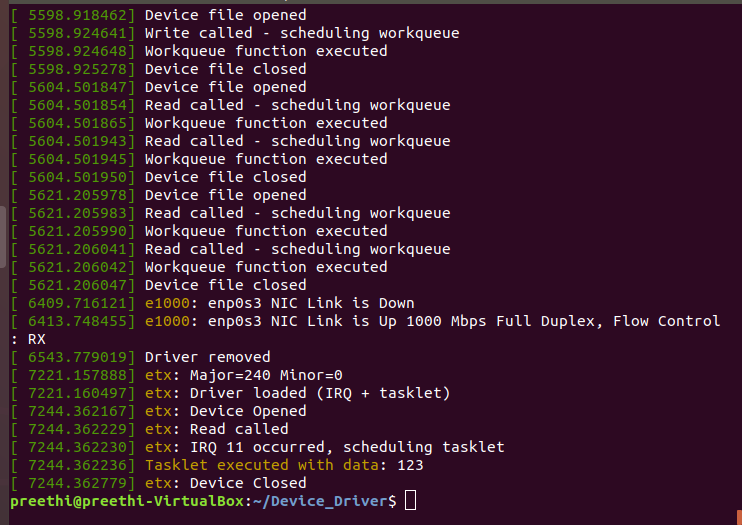 [ 5598.918462] Device file opened
[ 5598.924641] Write called - scheduling workqueue
[ 5598.924648] Workqueue function executed
[ 5598.925278] Device file closed
[ 5604.501847] Device file opened
[ 5604.501854] Read called - scheduling workqueue
[ 5604.501865] Workqueue function executed
[ 5604.501943] Read called - scheduling workqueue
[ 5604.501945] Workqueue function executed
[ 5604.501950] Device file closed
[ 5621.205978] Device file opened
[ 5621.205983] Read called - scheduling workqueue
[ 5621.205990] Workqueue function executed
[ 5621.206041] Read called - scheduling workqueue
[ 5621.206042] Workqueue function executed
[ 5621.206047] Device file closed
[ 6409.716121] e1000: enp0s3 NIC Link is Down
[ 6413.748455] e1000: enp0s3 NIC Link is Up 1000 Mbps Full Duplex, Flow Control
: RX
[ 6543.779019] Driver removed
[ 7221.157888] etx: Major=240 Minor=0
[ 7221.160497] etx: Driver loaded (IRQ + tasklet)
[ 7244.362167] etx: Device Opened
[ 7244.362229] etx: Read called
[ 7244.362230] etx: IRQ 11 occurred, scheduling tasklet
[ 7244.362236] Tasklet executed with data: 123
[ 7244.362779] etx: Device Closed
preethi@preethi-VirtualBox:~/Device_Driver$